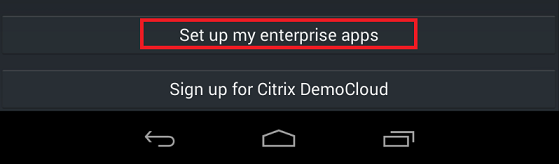 Set up my enterprise apps
Sign up for Citrix DemoCloud